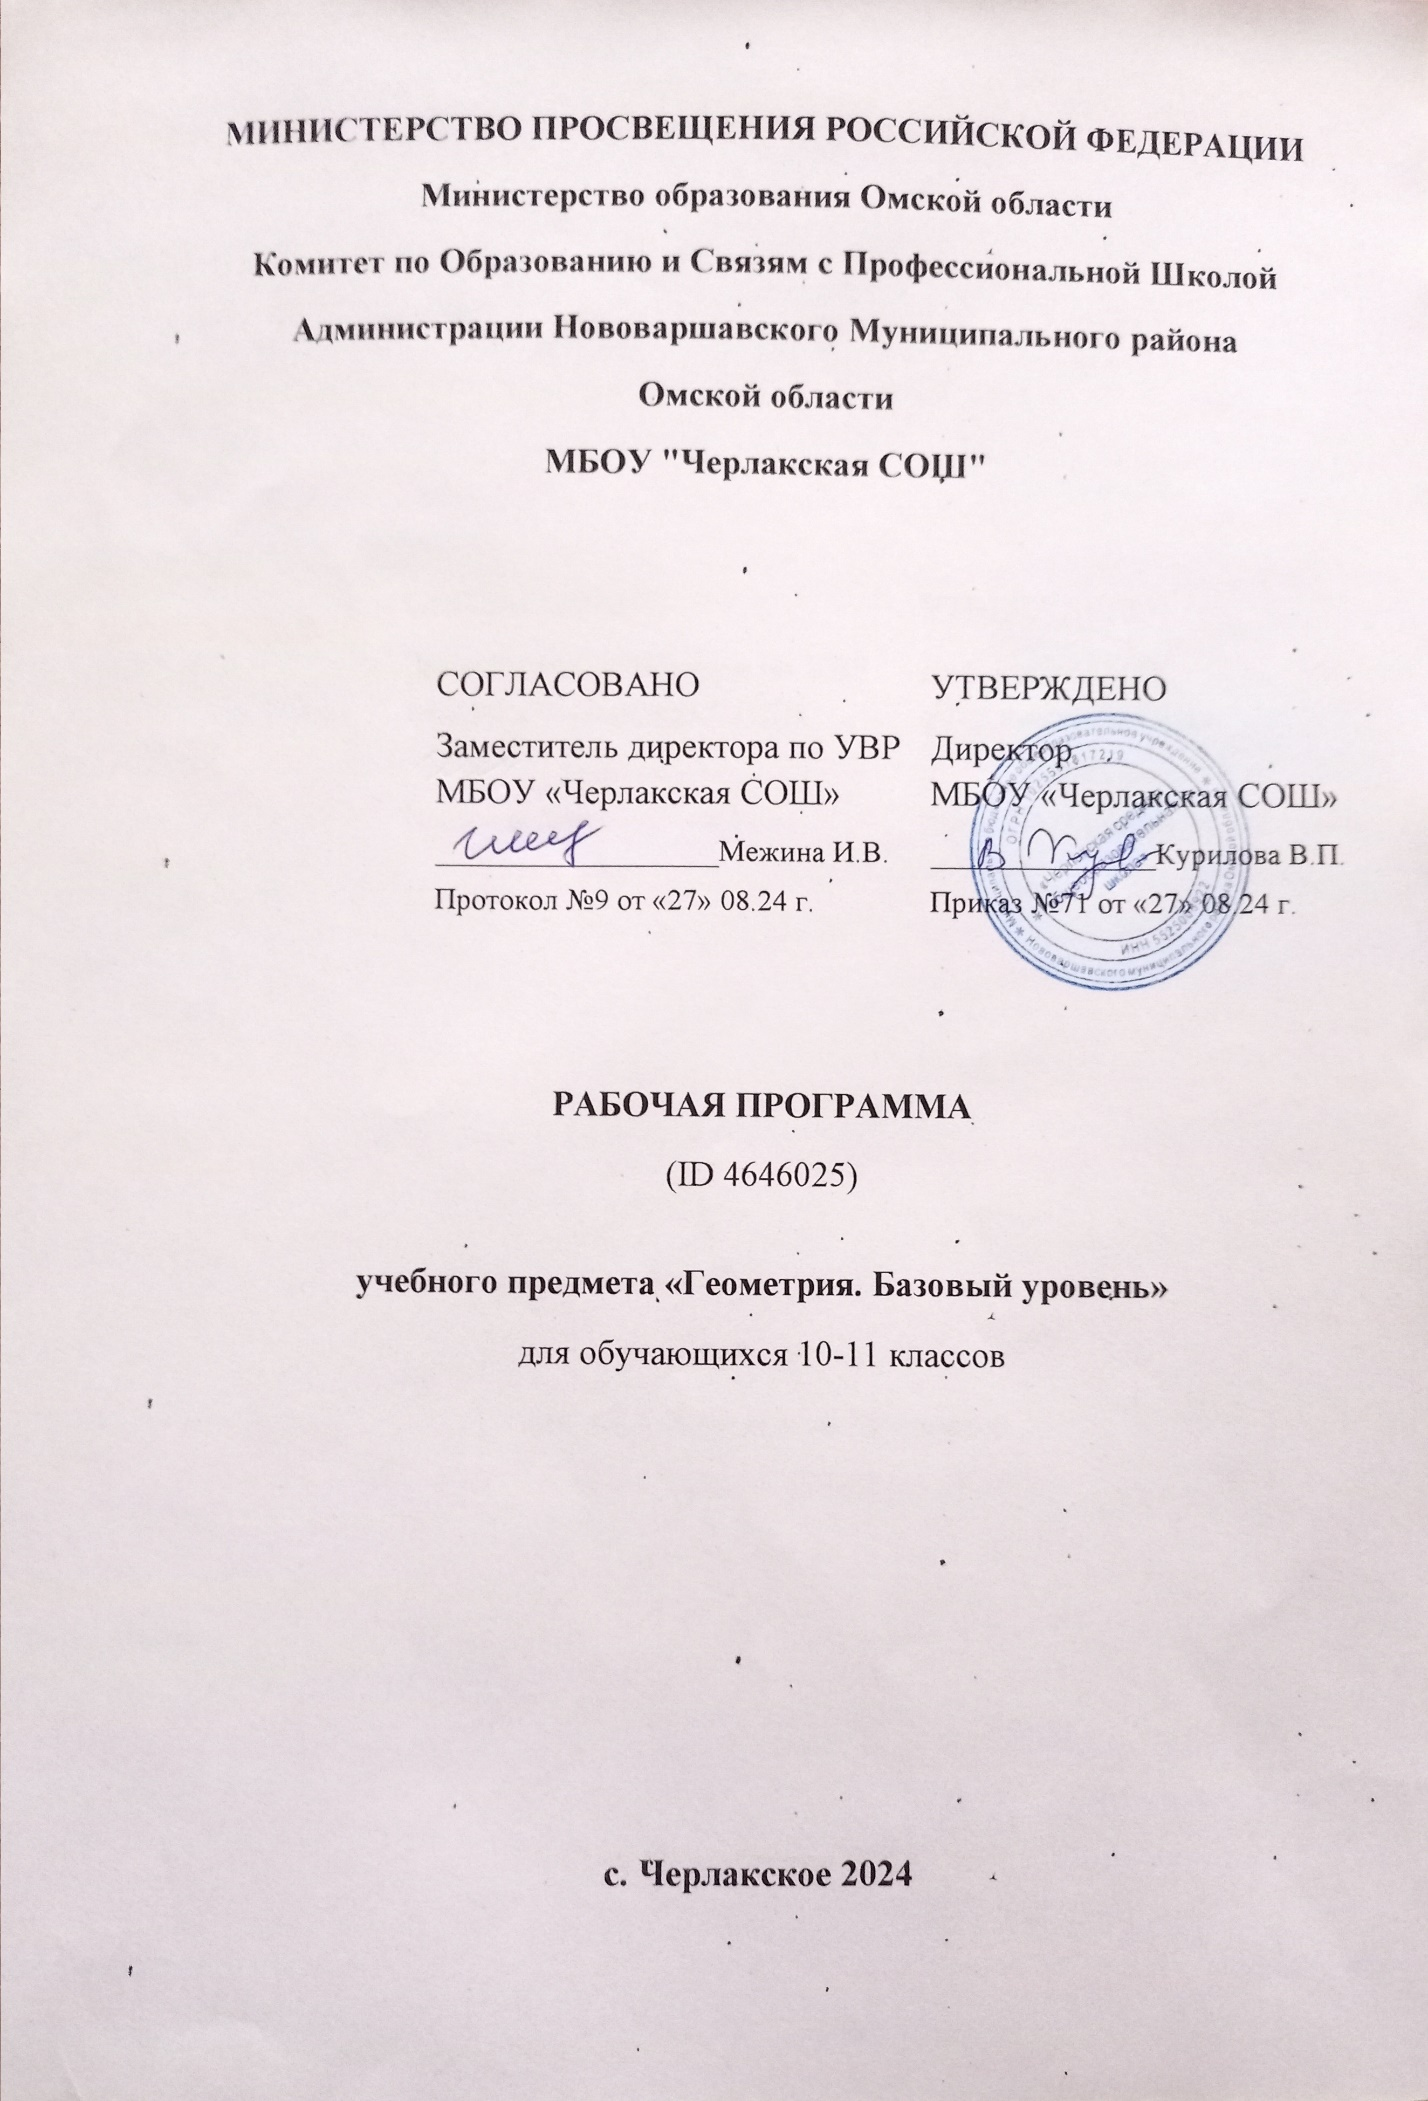 МИНИСТЕРСТВО ПРОСВЕЩЕНИЯ РОССИЙСКОЙ ФЕДЕРАЦИИ
Министерство образования Омской области
Комитет по Образованию и Связям с Профессиональной Школой
Администрации Нововаршавского Муниципального района
Омской области
МБОУ "Черлакская СОШ"
СОГЛАСОВАНО
Заместитель директора по УВР
МБОУ «Черлакская СОШ»
Межина И.В.
Протокол №9 от «27» 08.24 г.
УТВЕРЖДЕНО
Директор
МБОУ «Черлакская СОШ»
Курилова В.П.
Приказ №71 от «27» 08.24 г.
РАБОЧАЯ ПРОГРАММА
(ID 4646025)
учебного предмета «Геометрия. Базовый уровень»
для обучающихся 10-11 классов
с. Черлакское 2024